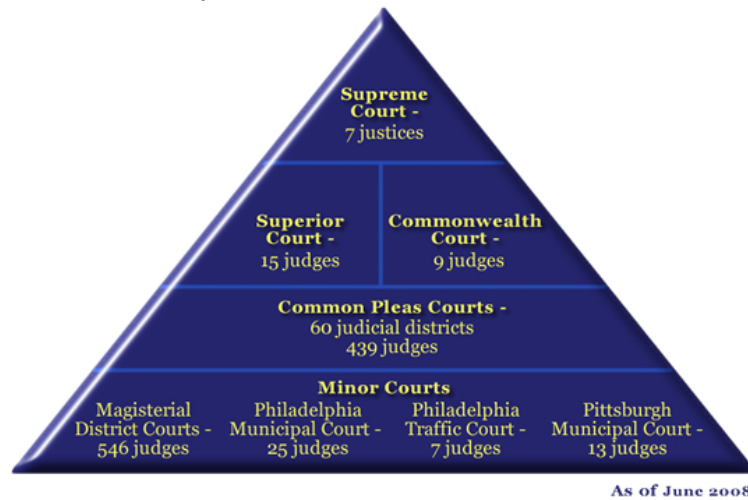 Supreme
Court -
7 justices
Superior
Court -
15 judges
Commonwealth
Court -
9 judges
Common Pleas Courts -
60 judicial districts
439 judges
Minor Courts
Magisterial
District Courts -
546 judges
Philadelphia
Municipal Court -
25 judges
Philadelphia
Traffic Court -
7 judges
Pittsburgh
Municipal Court -
13 judges
As of June 2008